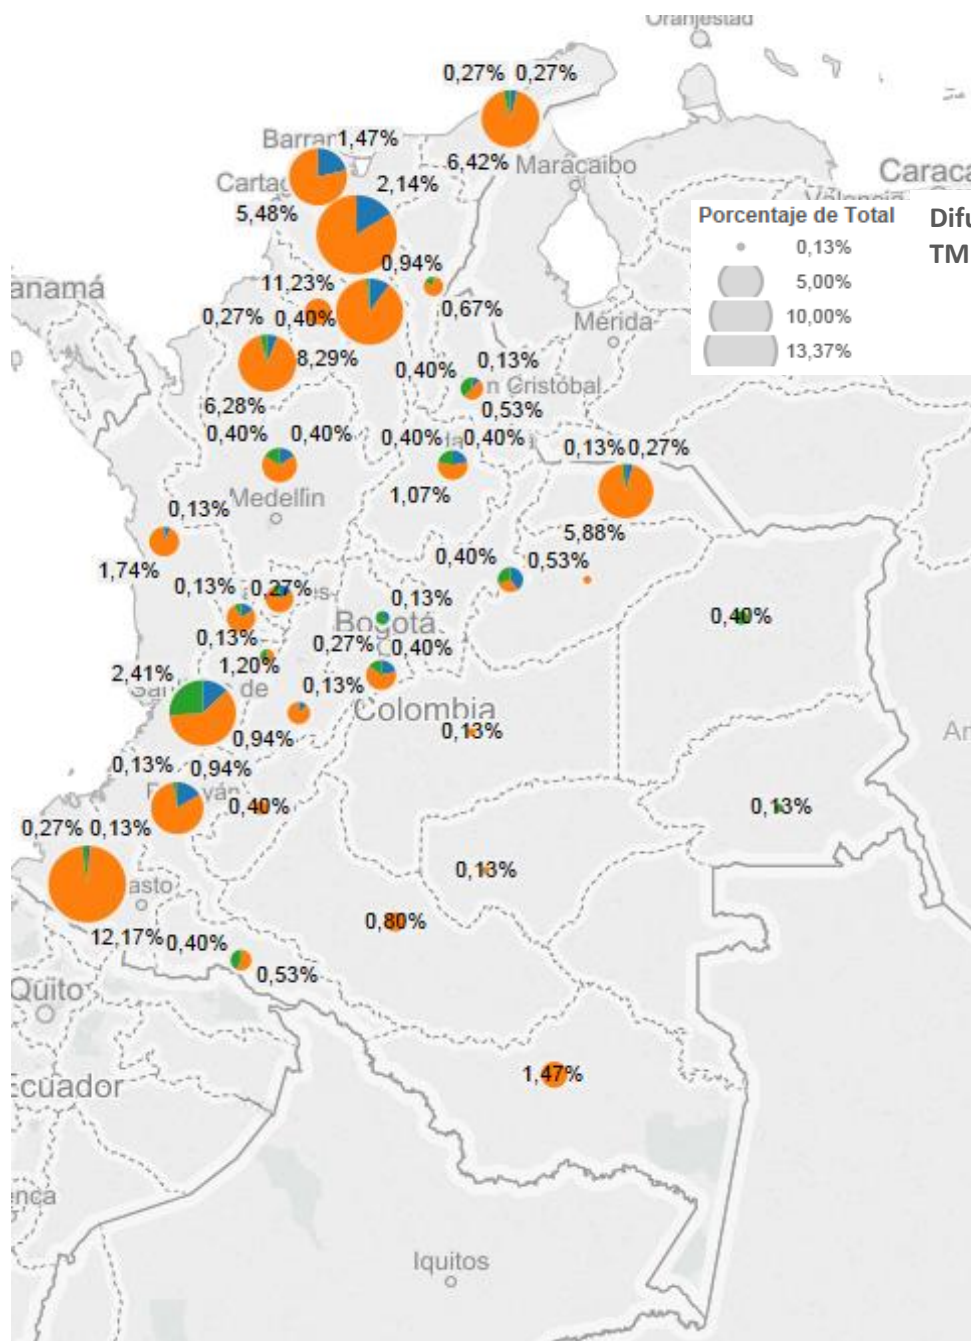 Oranjestad
0,27% 0,27%
Barran 1,47%
6,42% Maracaibo
Cartag 2,14%
Caraca
5,48%
Porcentaje de Total
0,13%
5,00%
10,00%
13,37%
Difu
TM
anamá
11,23% 0,94%
0,67%
0,27% 0,40%
Mérida
8,29%
6,28%
0,40% 0,13%
n Cristóbal
0,53%
0,40% 0,40%
0,40% 0,40%
0,13% 0,27%
Medellín
1,07%
0,13%
5,88%
1,74%
0,40% 0,53%
0,13% 0,27%
0,13%
Bogotá
0,40%
0,13%
0,27% 0,40%
2,41% 1,20%
0,13%
de
Colombia
0,94%
0,13%
An
0,13% 0,94%
0,40%
0,13%
0,27% 0,13%
0,13%
asto
0,80%
12,17% 0,40%
0,53%
Quito
1,47%
Ecuador
enca
Iquitos